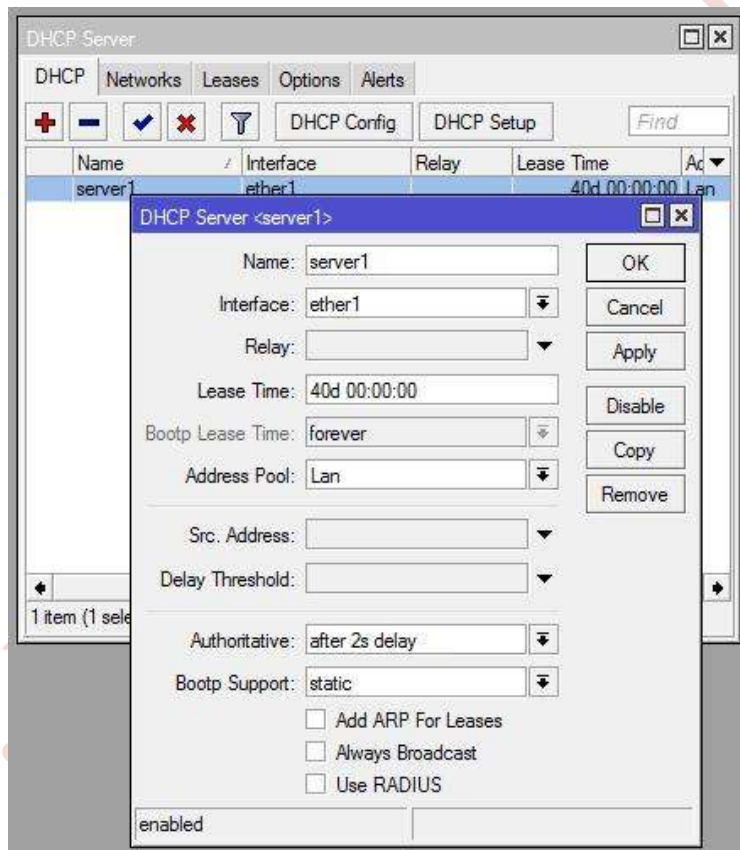 DHCP Server
DHCP Networks Leases Options Alerts
DHCP Config DHCP Setup Find
Name Interface Relay Lease Time Ad
server1 ether1 40d 00:00:00 Lan
DHCP Server <server1>
Name: server1 OK
Interface: ether1 Cancel
Relay: Apply
Lease Time: 40d 00:00:00
Disable
Bootp Lease Time: forever
Copy
Address Pool: Lan
Remove
Src. Address:
Delay Threshold:
1 item (1 sele
Authoritative: after 2s delay
Bootp Support: static
Add ARP For Leases
Always Broadcast
Use RADIUS
enabled